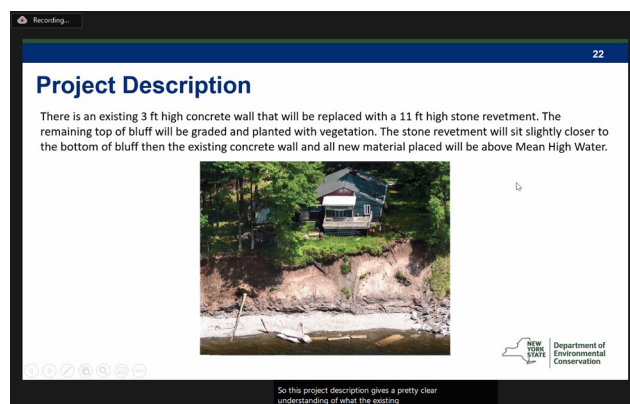 Recording...
22
Project Description
There is an existing 3 ft high concrete wall that will be replaced with a 11 ft high stone revetment. The
remaining top of bluff will be graded and planted with vegetation. The stone revetment will sit slightly closer to
the bottom of bluff then the existing concrete wall and all new material placed will be above Mean High Water.
NEW
YORK
STATE
Department of
Environmental
Conservation
So this project description gives a pretty clear
understanding of what the existing